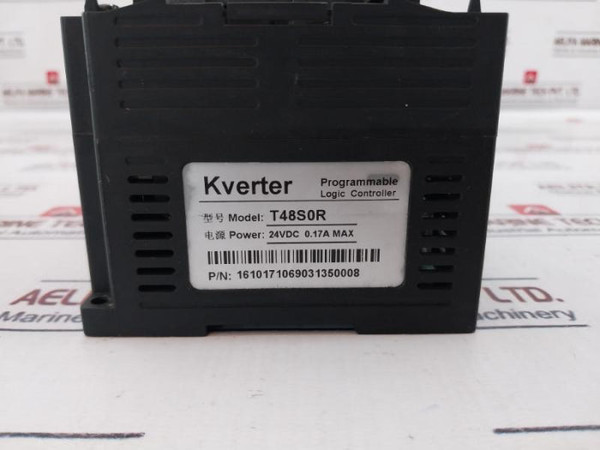 Kverter
Programmable
Logic Controller
型号 Model: T48S0R
电源 Power: 24VDC 0.17A MAX
P/N: 1610171069031350008